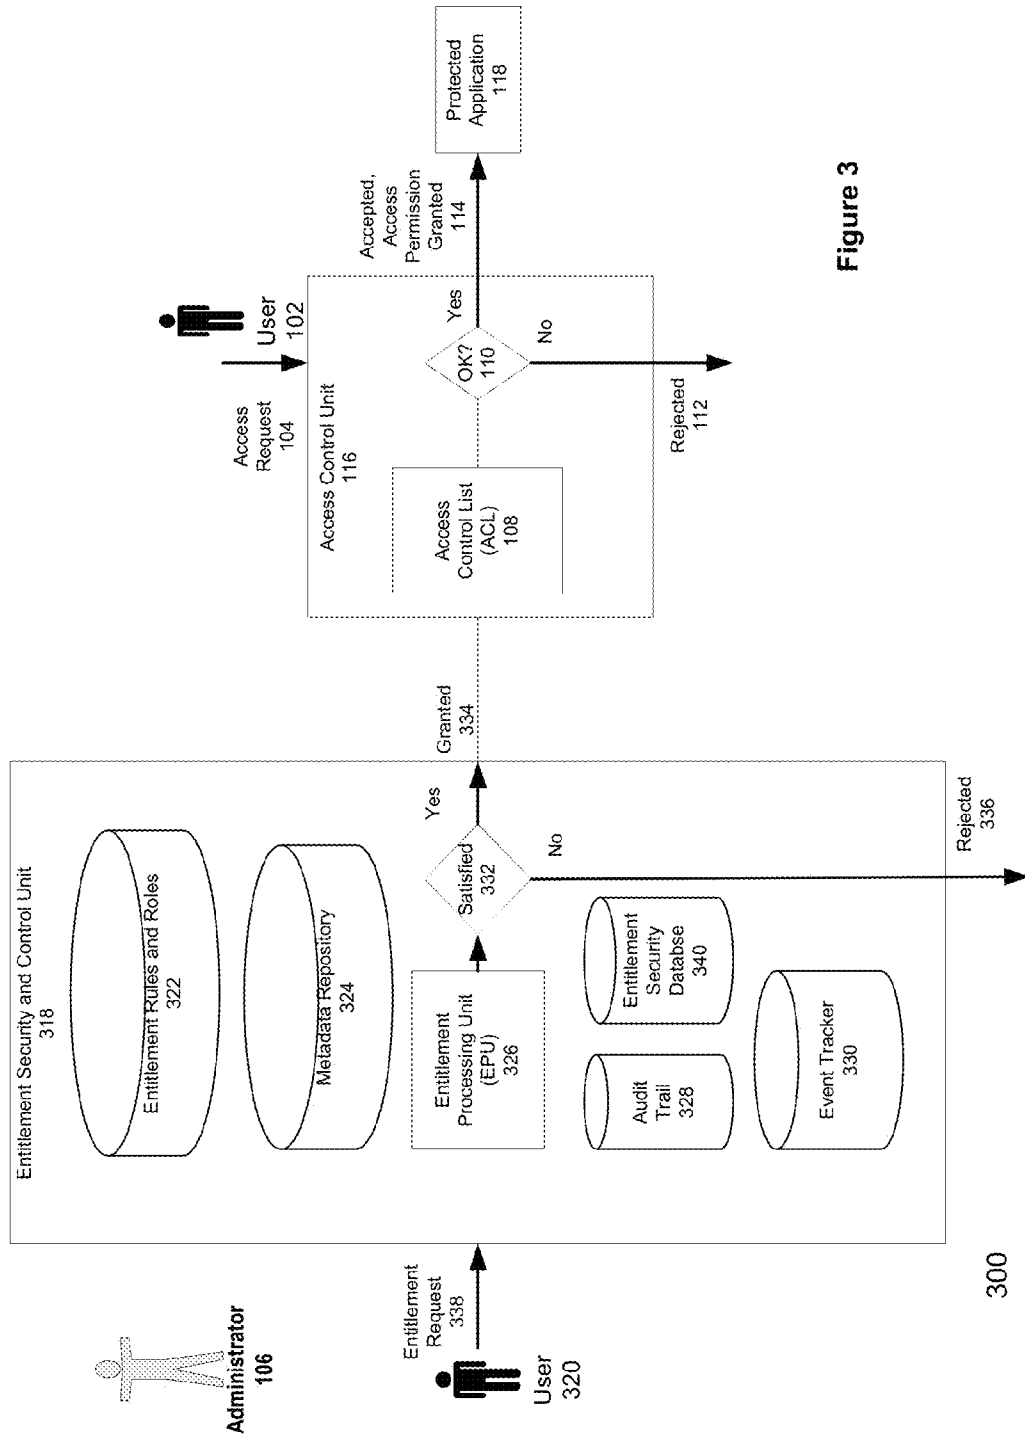 Administrator
106
User
320
Entitlement
Request
338
Entitlement Security and Control Unit
318
Entitlement Rules and Roles
322
Metadata Repository
324
Entitlement
Processing Unit
(EPU)
326
Satisfied
332
Yes
No
Audit
Trail
328
Entitlement
Security
Databse
340
Event Tracker
330
Granted
334
Rejected
336
Access
Request
104
User
102
Access Control Unit
116
Access
Control List
(ACL)
108
OK?
110
Yes
No
Rejected
112
Accepted,
Access
Permission
Granted
114
Protected
Application
118
300
Figure 3